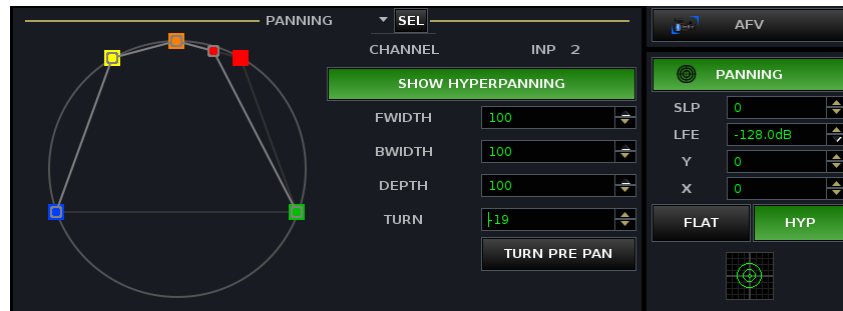 PANNING SEL
CHANNEL INP 2
SHOW HYPERPANNING
FWIDTH 100
BWIDTH 100
DEPTH 100
TURN -19
TURN PRE PAN
AFV
PANNING
SLP 0
LFE -128.0dB
Y 0
X 0
FLAT HYP